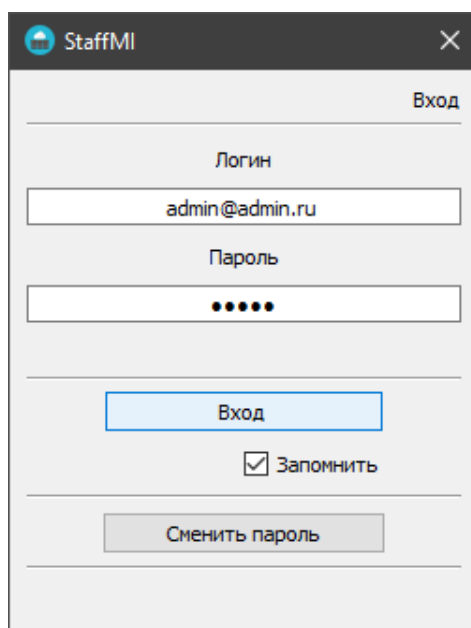 StaffMI
Вход
Логин
admin@admin.ru
Пароль
•••••
Вход
Запомнить
Сменить пароль